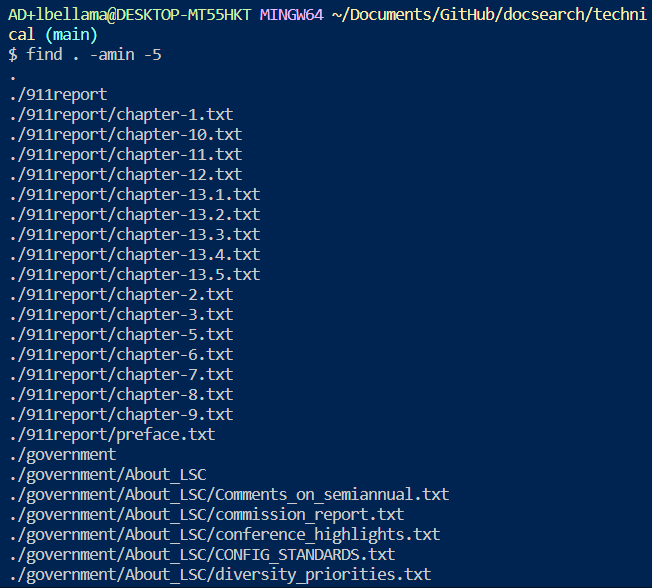 AD+lbellama@DESKTOP-MT55HKT MINGW64 ~/Documents/GitHub/docsearch/techni
cal (main)
$ find . -amin -5
.
./911report
./911report/chapter-1.txt
./911report/chapter-10.txt
./911report/chapter-11.txt
./911report/chapter-12.txt
./911report/chapter-13.1.txt
./911report/chapter-13.2.txt
./911report/chapter-13.3.txt
./911report/chapter-13.4.txt
./911report/chapter-13.5.txt
./911report/chapter-2.txt
./911report/chapter-3.txt
./911report/chapter-5.txt
./911report/chapter-6.txt
./911report/chapter-7.txt
./911report/chapter-8.txt
./911report/chapter-9.txt
./911report/preface.txt
./government
./government/About_LSC
./government/About_LSC/Comments_on_semiannual.txt
./government/About_LSC/commission_report.txt
./government/About_LSC/conference_highlights.txt
./government/About_LSC/CONFIG_STANDARDS.txt
./government/About_LSC/diversity_priorities.txt